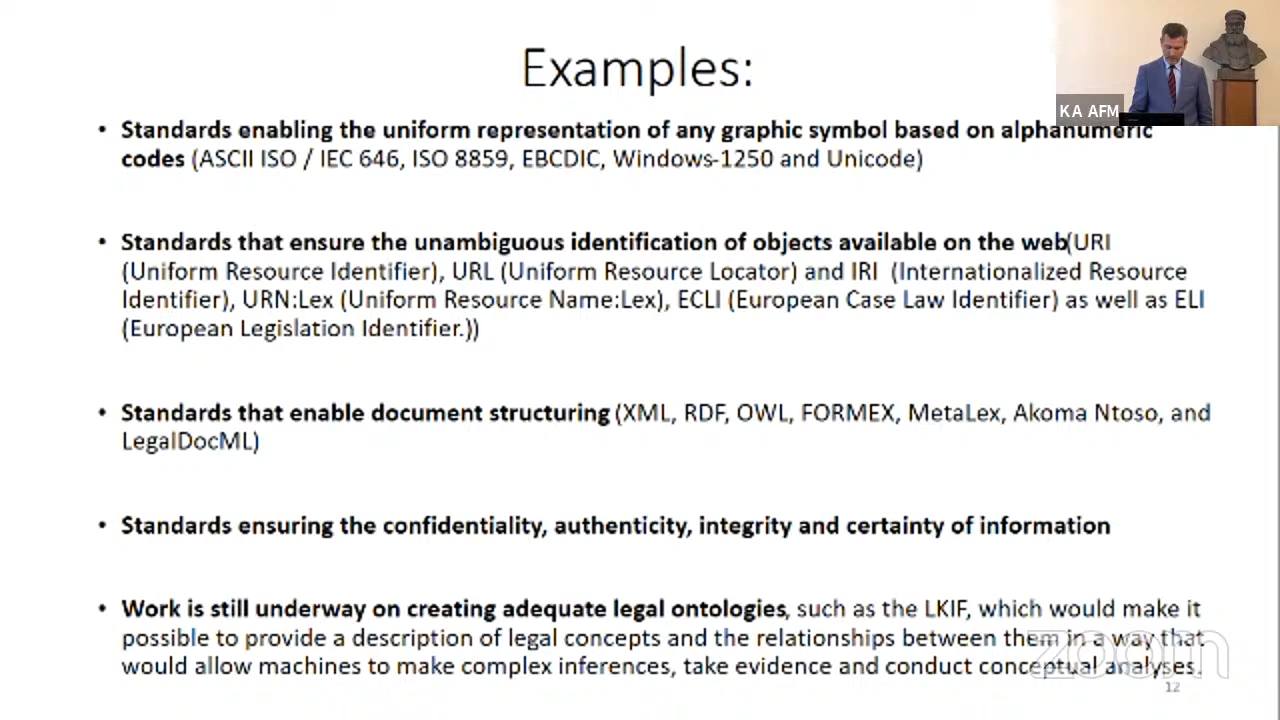 Examples:
KA AFM
• Standards enabling the uniform representation of any graphic symbol based on alphanumeric
codes (ASCII ISO / IEC 646, ISO 8859, EBCDIC, Windows-1250 and Unicode)
• Standards that ensure the unambiguous identification of objects available on the web(URI
(Uniform Resource Identifier), URL (Uniform Resource Locator) and IRI (Internationalized Resource
Identifier), URN:Lex (Uniform Resource Name:Lex), ECLI (European Case Law Identifier) as well as ELI
(European Legislation Identifier.))
• Standards that enable document structuring (XML, RDF, OWL, FORMEX, MetaLex, Akoma Ntoso, and
LegalDocML)
• Standards ensuring the confidentiality, authenticity, integrity and certainty of information
• Work is still underway on creating adequate legal ontologies, such as the LKIF, which would make it
possible to provide a description of legal concepts and the relationships between them in a way that
would allow machines to make complex inferences, take evidence and conduct conceptual analyses.
zoom
12